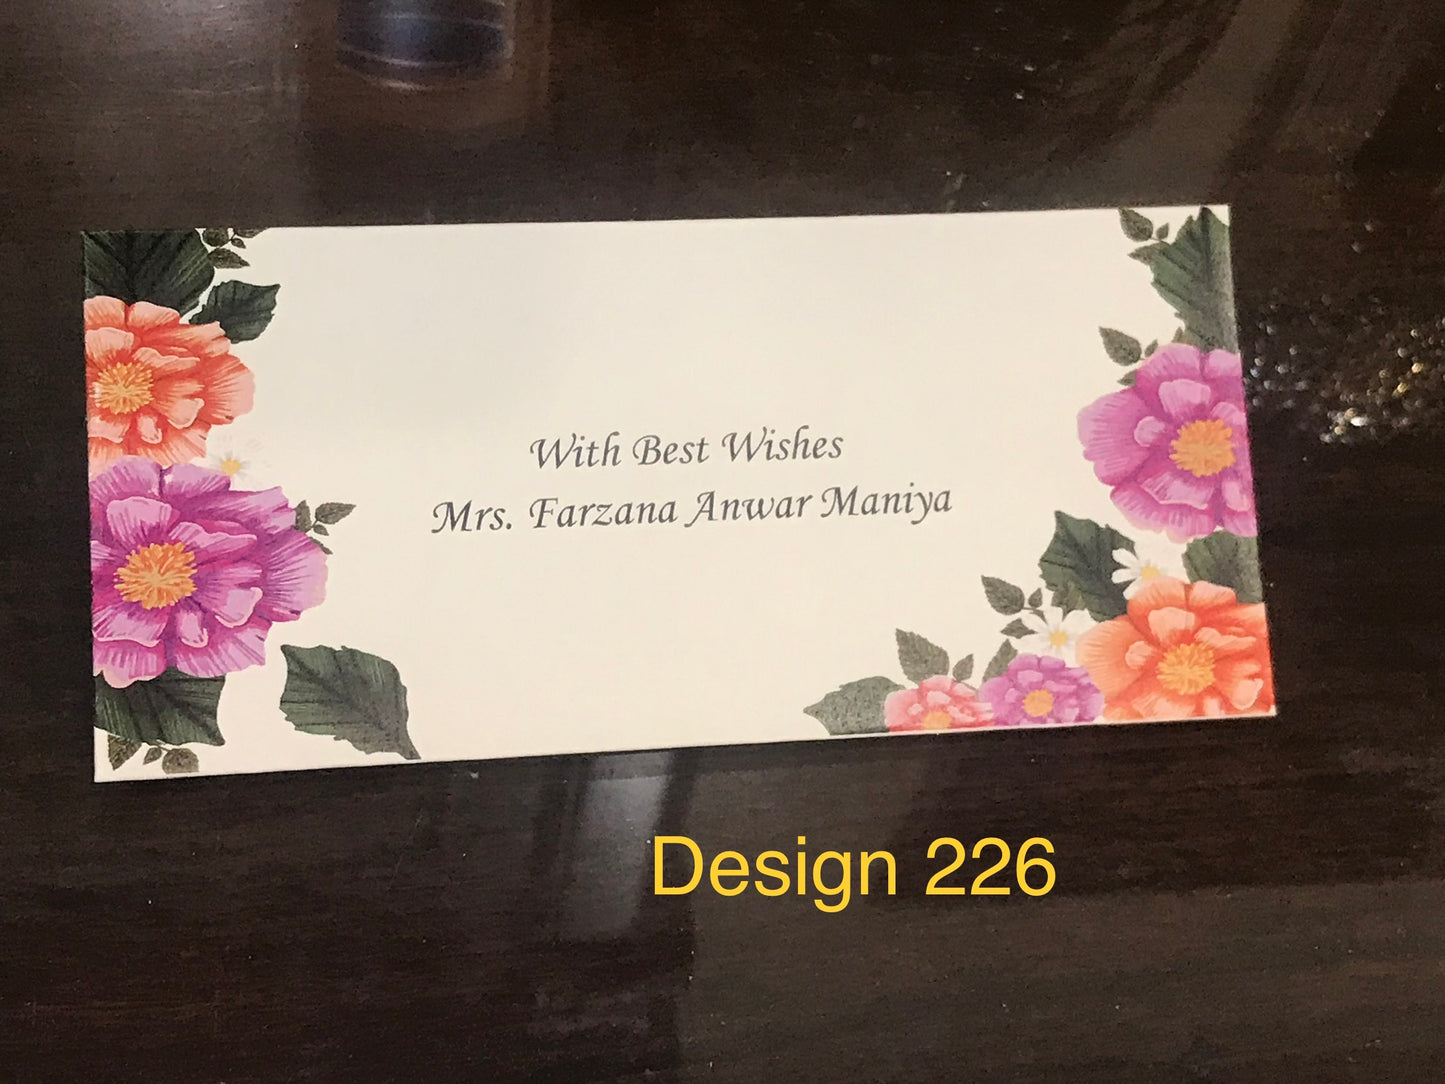 With Best Wishes
Mrs. Farzana Anwar Maniya
Design 226